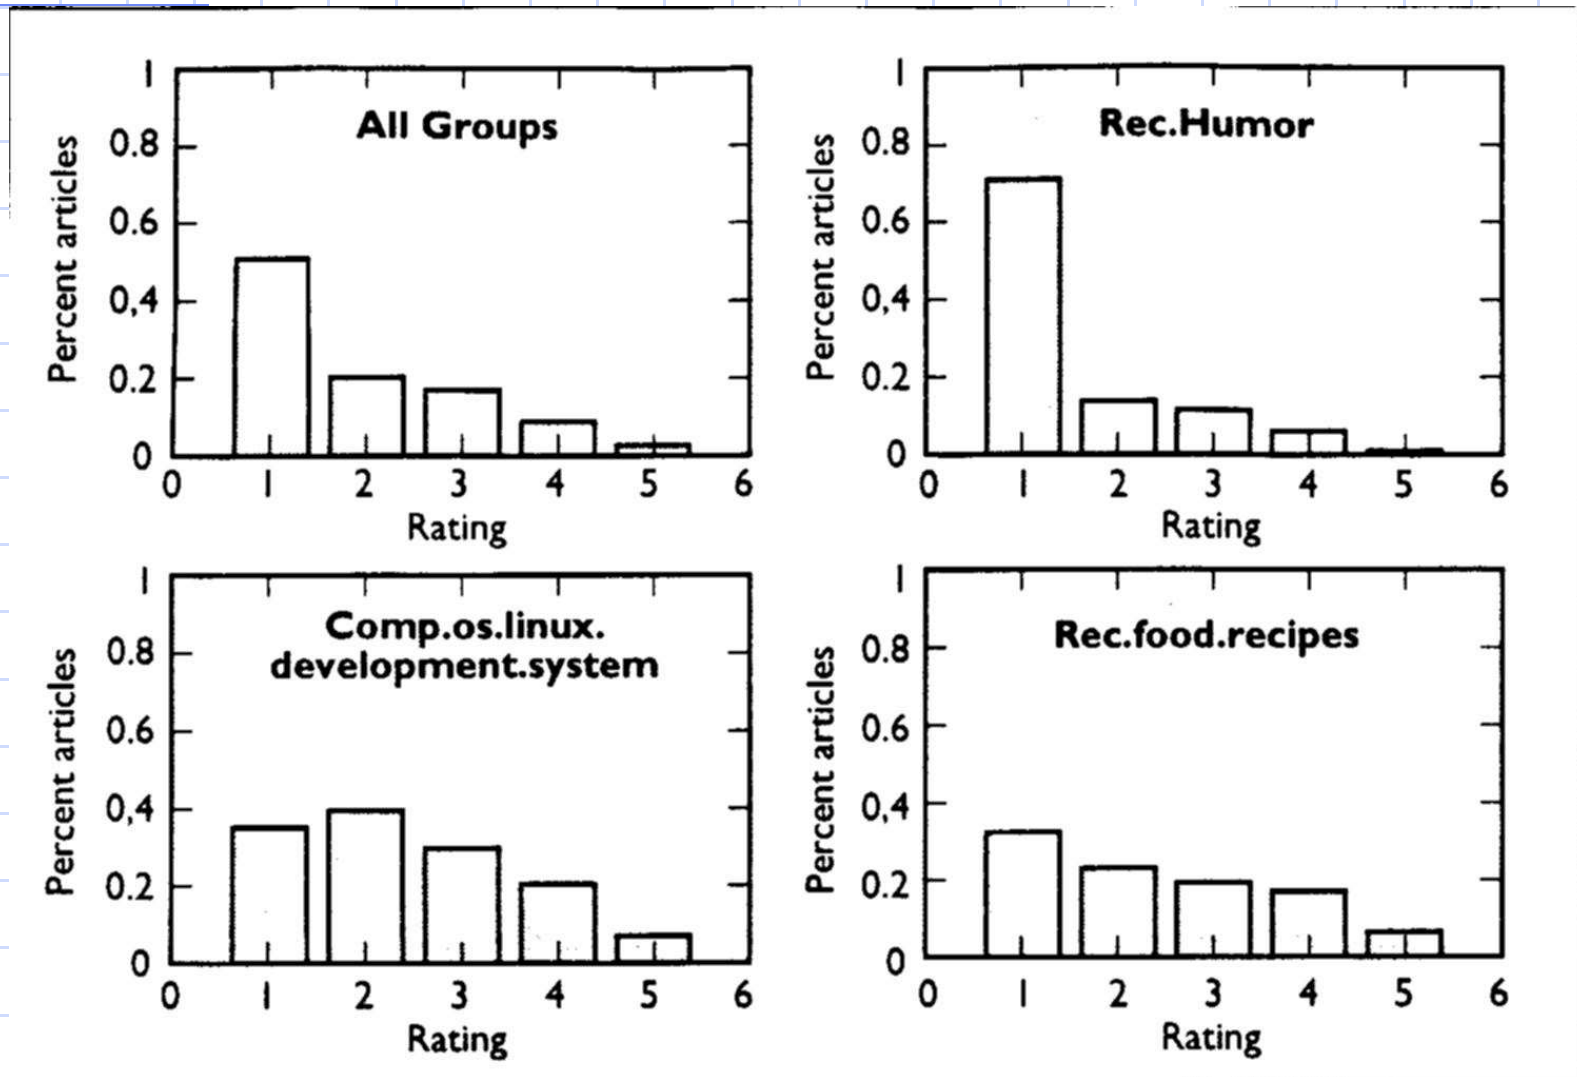 All Groups
Percent articles
1
0.8
0.6
0,4
0.2
0
0 1 2 3 4 5 6
Rating
Rec.Humor
Percent articles
1
0.8
0.6
0,4
0.2
0
0 1 2 3 4 5 6
Rating
Comp.os.linux.
development.system
Percent articles
1
0.8
0.6
0,4
0.2
0
0 1 2 3 4 5 6
Rating
Rec.food.recipes
Percent articles
1
0.8
0.6
0,4
0.2
0
0 1 2 3 4 5 6
Rating